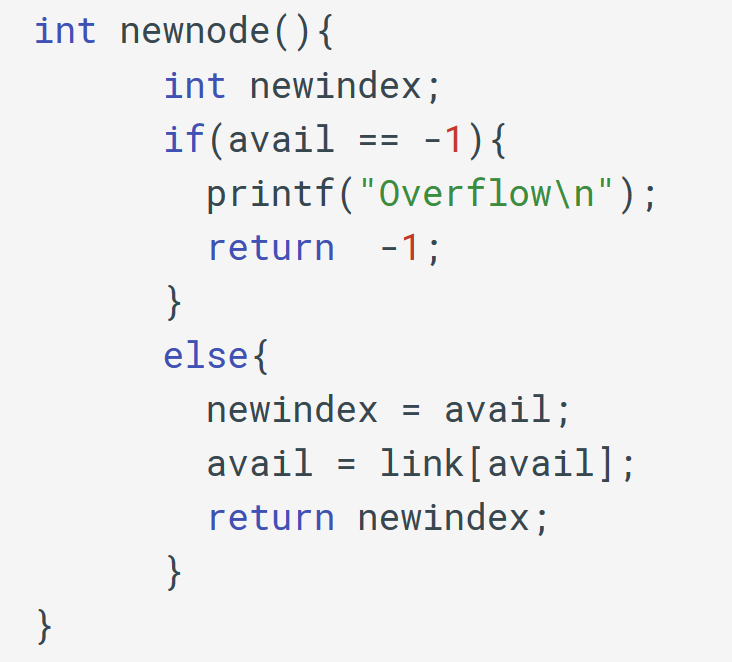 int newnode(){
int newindex;
if(avail == -1){
printf("Overflow\n");
return  -1;
}
else{
newindex = avail;
avail = link[avail];
return newindex;
}
}